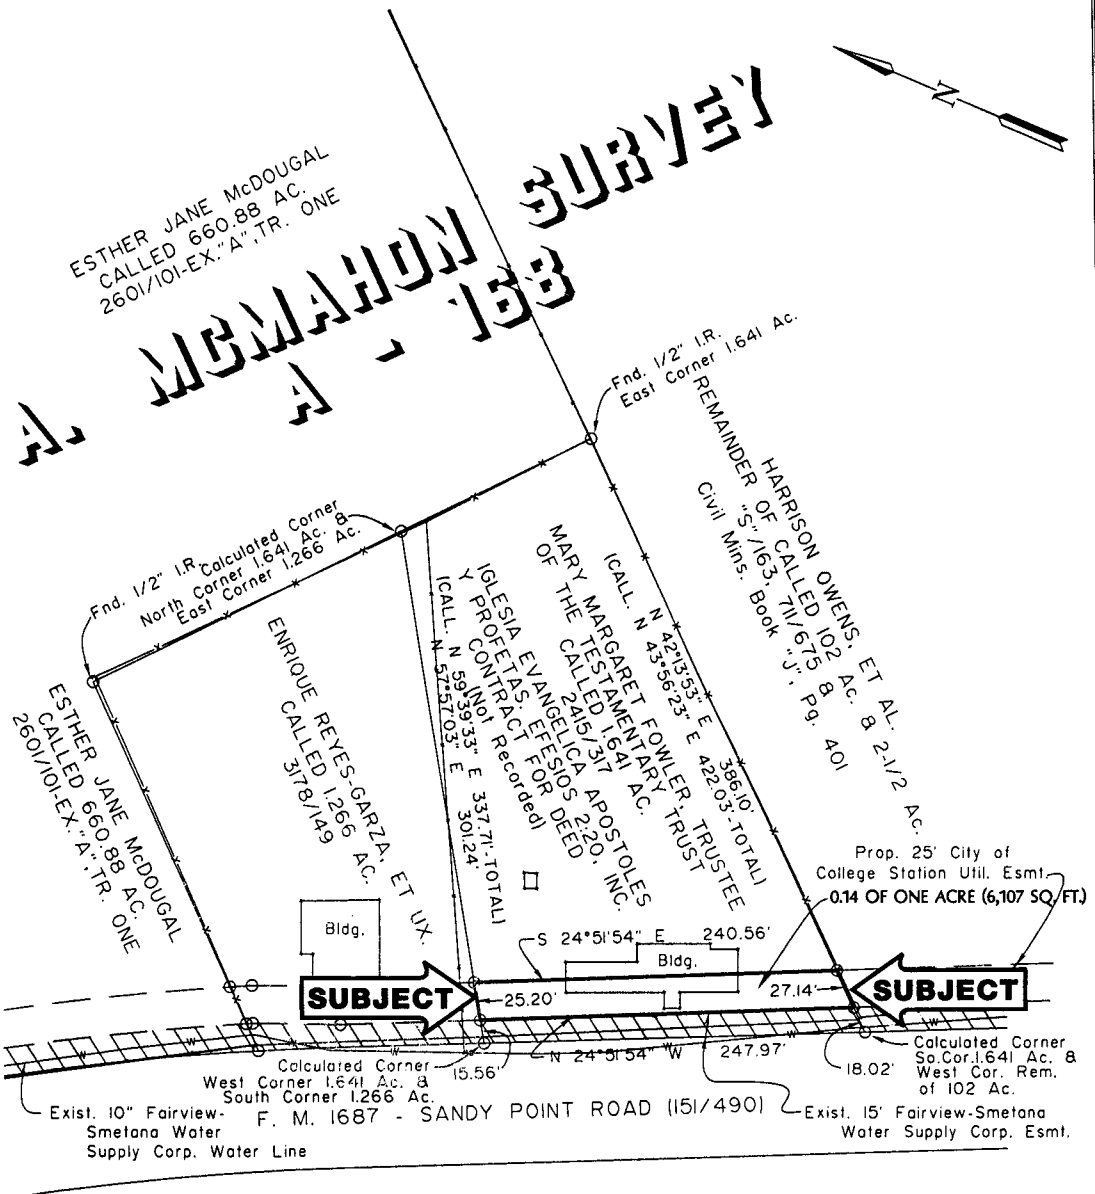 N
ESTHER JANE McDOUGAL
CALLED 660.88 AC.
2601/101-EX."A",TR. ONE
A. MCMAHON SURVEY
A - 168
Fnd. 1/2" I.R.
East Corner 1.641 Ac.
Fnd. 1/2" I.R.
Calculated Corner
North Corner 1.641 Ac. &
East Corner 1.266 Ac.
HARRISON OWENS, ET AL.
REMAINDER OF CALLED 102 Ac. & 2-1/2 Ac.
"S"/163, 711/675 &
Civil Mins. Book "J", Pg. 401
N 42°13'53" E 386.10'
(CALL. N 43°56'23" E 422.03'-TOTAL)
MARY MARGARET FOWLER, TRUSTEE
OF THE TESTAMENTARY TRUST
CALLED 1.641 AC.
2415/317
IGLESIA EVANGELICA APOSTOLES
Y PROFETAS, EFESIOS 2:20, INC.
CONTRACT FOR DEED
(Not Recorded)
(CALL. N 59°39'33" E 337.71'-TOTAL)
N 57°57'03" E 301.24'
ENRIQUE REYES-GARZA, ET UX.
CALLED 1.266 AC.
3178/149
ESTHER JANE McDOUGAL
CALLED 660.88 AC.
2601/101-EX."A",TR. ONE
Prop. 25' City of
College Station Util. Esmt.
0.14 OF ONE ACRE (6,107 SQ. FT.)
Bldg.
S 24°51'54" E 240.56'
Bldg.
SUBJECT
25.20'
27.14'
SUBJECT
W W W W W W
N 24°51'54" W 247.97'
15.56'
18.02'
Calculated Corner
West Corner 1.641 Ac. &
South Corner 1.266 Ac.
Calculated Corner
So.Cor.1.641 Ac. &
West Cor. Rem.
of 102 Ac.
F. M. 1687 - SANDY POINT ROAD (151/490)
Exist. 10" Fairview-
Smetana Water
Supply Corp. Water Line
Exist. 15' Fairview-Smetana
Water Supply Corp. Esmt.